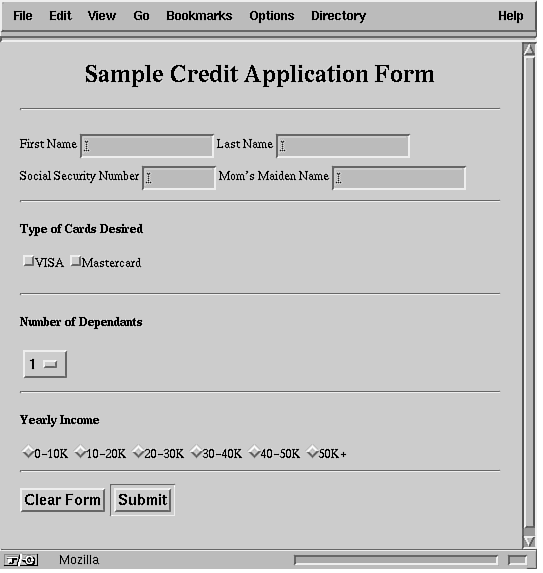 File Edit View Go Bookmarks Options Directory Help
Sample Credit Application Form
First Name Last Name
Social Security Number Mom's Maiden Name
Type of Cards Desired
VISA Mastercard
Number of Dependants
1
Yearly Income
0-10K 10-20K 20-30K 30-40K 40-50K 50K+
Clear Form Submit
Mozilla